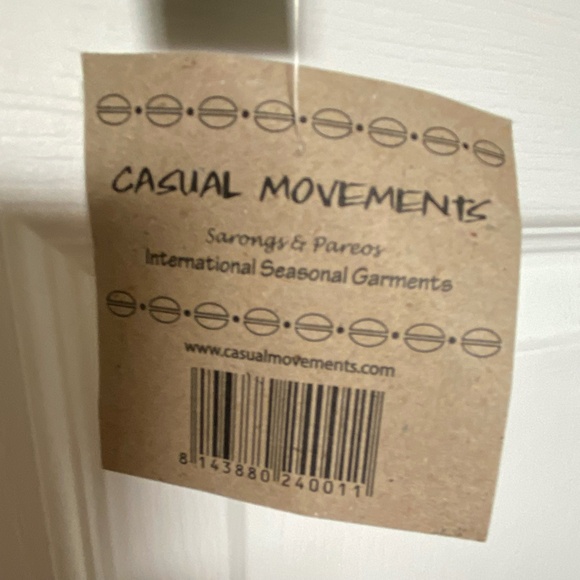 CASUAL MOVEMENTS
Sarongs & Pareos
International Seasonal Garments
www.casualmovements.com
8 143880 240011